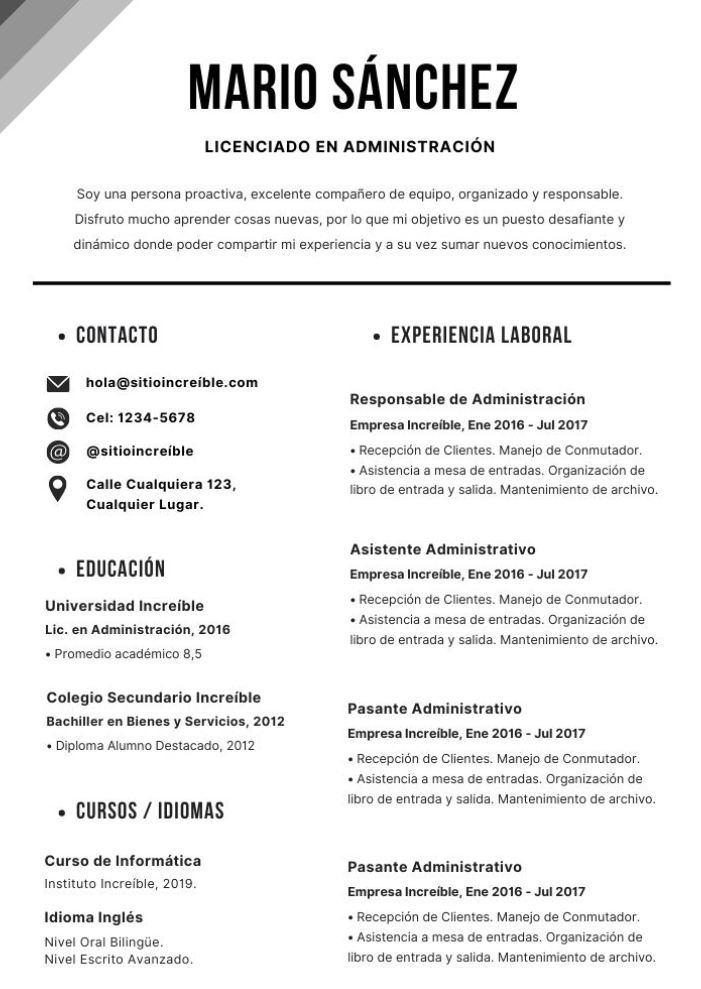 MARIO SÁNCHEZ
LICENCIADO EN ADMINISTRACIÓN
Soy una persona proactiva, excelente compañero de equipo, organizado y responsable.
Disfruto mucho aprender cosas nuevas, por lo que mi objetivo es un puesto desafiante y
dinámico donde poder compartir mi experiencia y a su vez sumar nuevos conocimientos.
• CONTACTO
hola@sitioincreíble.com
Cel: 1234-5678
@sitioincreíble
Calle Cualquiera 123,
Cualquier Lugar.
• EDUCACIÓN
Universidad Increíble
Lic. en Administración, 2016
• Promedio académico 8,5
Colegio Secundario Increíble
Bachiller en Bienes y Servicios, 2012
• Diploma Alumno Destacado, 2012
• CURSOS / IDIOMAS
Curso de Informática
Instituto Increíble, 2019.
Idioma Inglés
Nivel Oral Bilingüe.
Nivel Escrito Avanzado.
• EXPERIENCIA LABORAL
Responsable de Administración
Empresa Increíble, Ene 2016 - Jul 2017
• Recepción de Clientes. Manejo de Conmutador.
• Asistencia a mesa de entradas. Organización de
libro de entrada y salida. Mantenimiento de archivo.
Asistente Administrativo
Empresa Increíble, Ene 2016 - Jul 2017
• Recepción de Clientes. Manejo de Conmutador.
• Asistencia a mesa de entradas. Organización de
libro de entrada y salida. Mantenimiento de archivo.
Pasante Administrativo
Empresa Increíble, Ene 2016 - Jul 2017
• Recepción de Clientes. Manejo de Conmutador.
• Asistencia a mesa de entradas. Organización de
libro de entrada y salida. Mantenimiento de archivo.
Pasante Administrativo
Empresa Increíble, Ene 2016 - Jul 2017
• Recepción de Clientes. Manejo de Conmutador.
• Asistencia a mesa de entradas. Organización de
libro de entrada y salida. Mantenimiento de archivo.